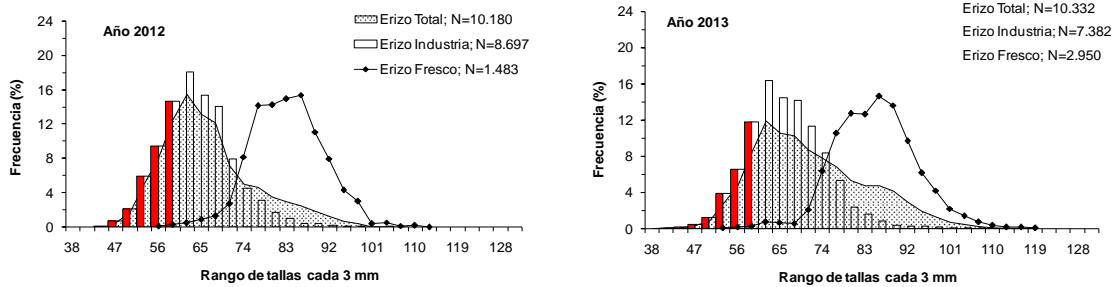 Año 2012
Erizo Total; N=10.180
Erizo Industria; N=8.697
Erizo Fresco; N=1.483
Frecuencia (%)
24
20
16
12
8
4
0
38 47 56 65 74 83 92 101 110 119 128
Rango de tallas cada 3 mm
Año 2013
Erizo Total; N=10.332
Erizo Industria; N=7.382
Erizo Fresco; N=2.950
Frecuencia (%)
24
20
16
12
8
4
0
38 47 56 65 74 83 92 101 110 119 128
Rango de tallas cada 3 mm